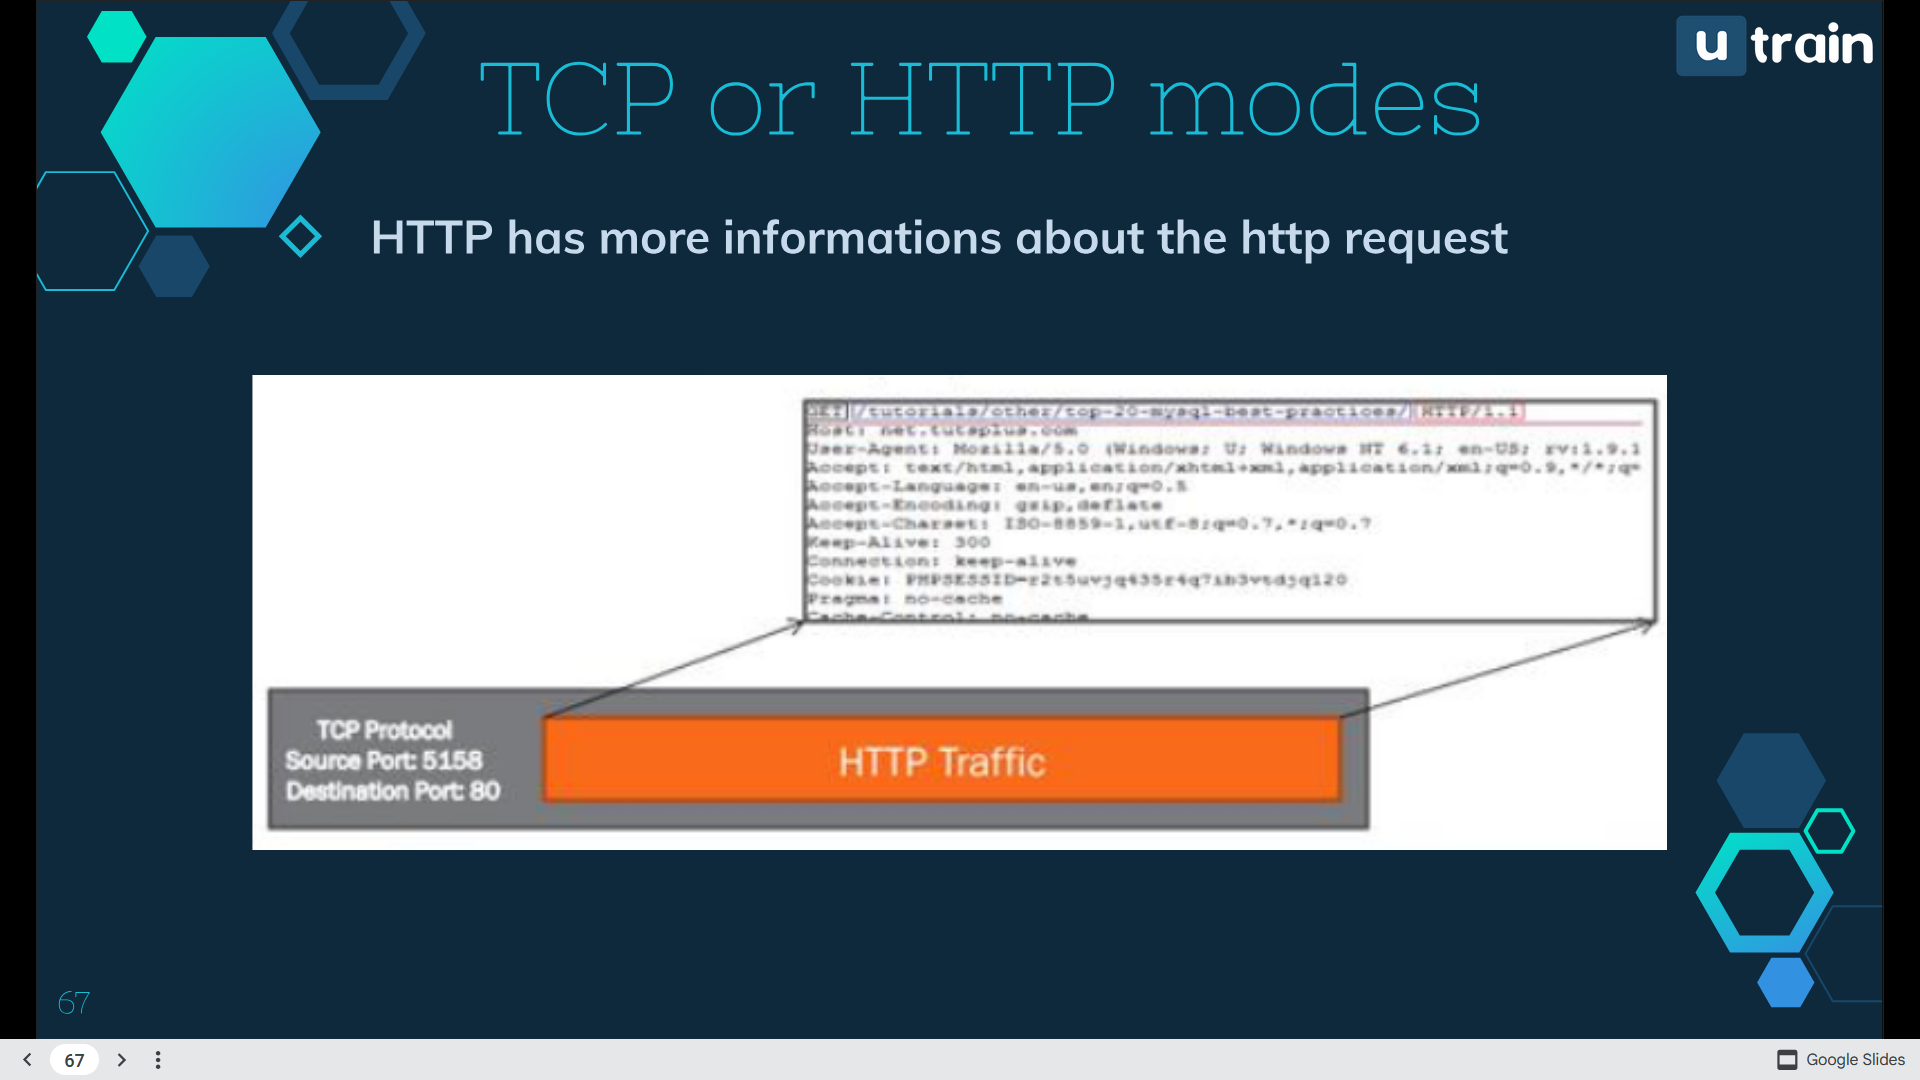 u train
TCP or HTTP modes
HTTP has more informations about the http request
GET /tutorials/other/top-20-mysql-best-practices/ HTTP/1.1
Host: net.tutsplus.com
User-Agent: Mozilla/5.0 (Windows; U; Windows NT 6.1; en-US; rv:1.9.1
Accept: text/html,application/xhtml+xml,application/xml;q=0.9,*/*;q=
Accept-Language: en-us,en;q=0.5
Accept-Encoding: gzip,deflate
Accept-Charset: ISO-8859-1,utf-8;q=0.7,*;q=0.7
Keep-Alive: 300
Connection: keep-alive
Cookie: PHPSESSID=r2t5uvjq435r4q7ib3vtdjq120
Pragma: no-cache
Cache-Control: no-cache
TCP Protocol
Source Port: 5158
Destination Port: 80
HTTP Traffic
67
67
Google Slides